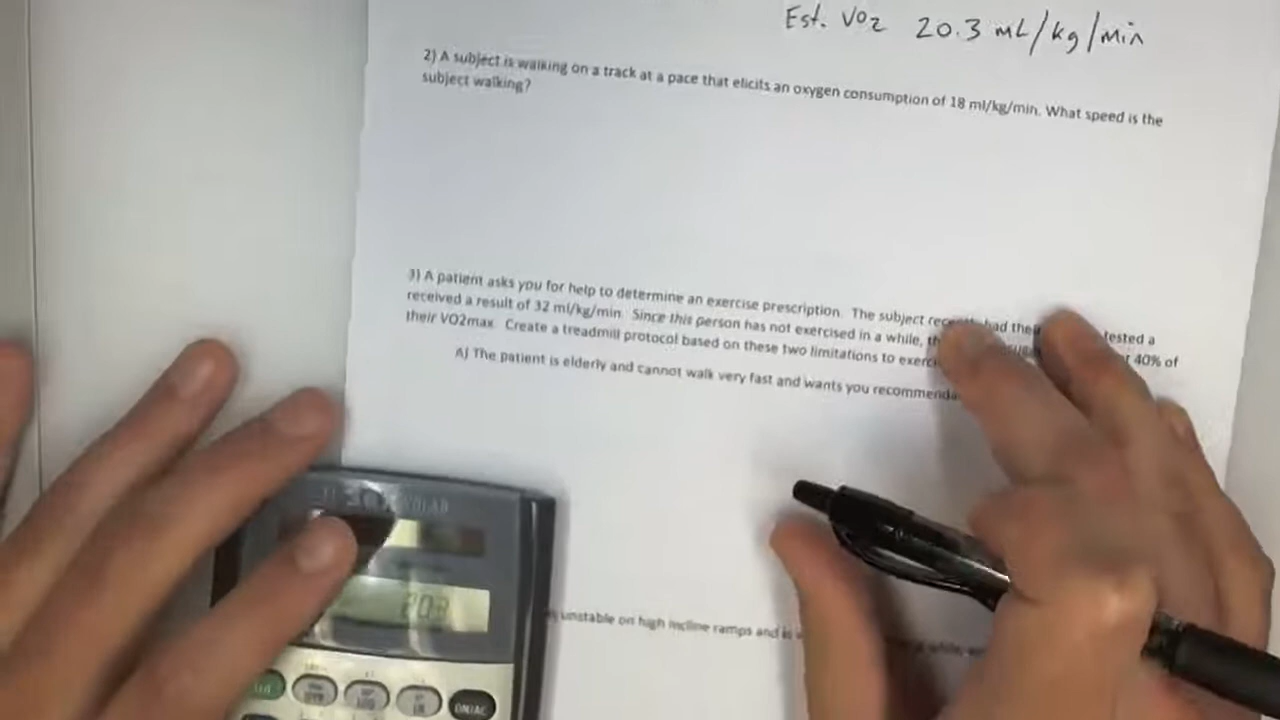 Est. VO2 20.3 mL/kg/min
2) A subject is walking on a track at a pace that elicits an oxygen consumption of 18 ml/kg/min. What speed is the
subject walking?
3) A patient asks you for help to determine an exercise prescription. The subject had the tested a
received a result of 32 ml/kg/min. Since this person has not exercised in a while, 40% of
their VO2max. Create a treadmill protocol based on these two limitations to
A) The patient is elderly and cannot walk very fast and wants you
unstable on high incline ramps and is
ON/AC